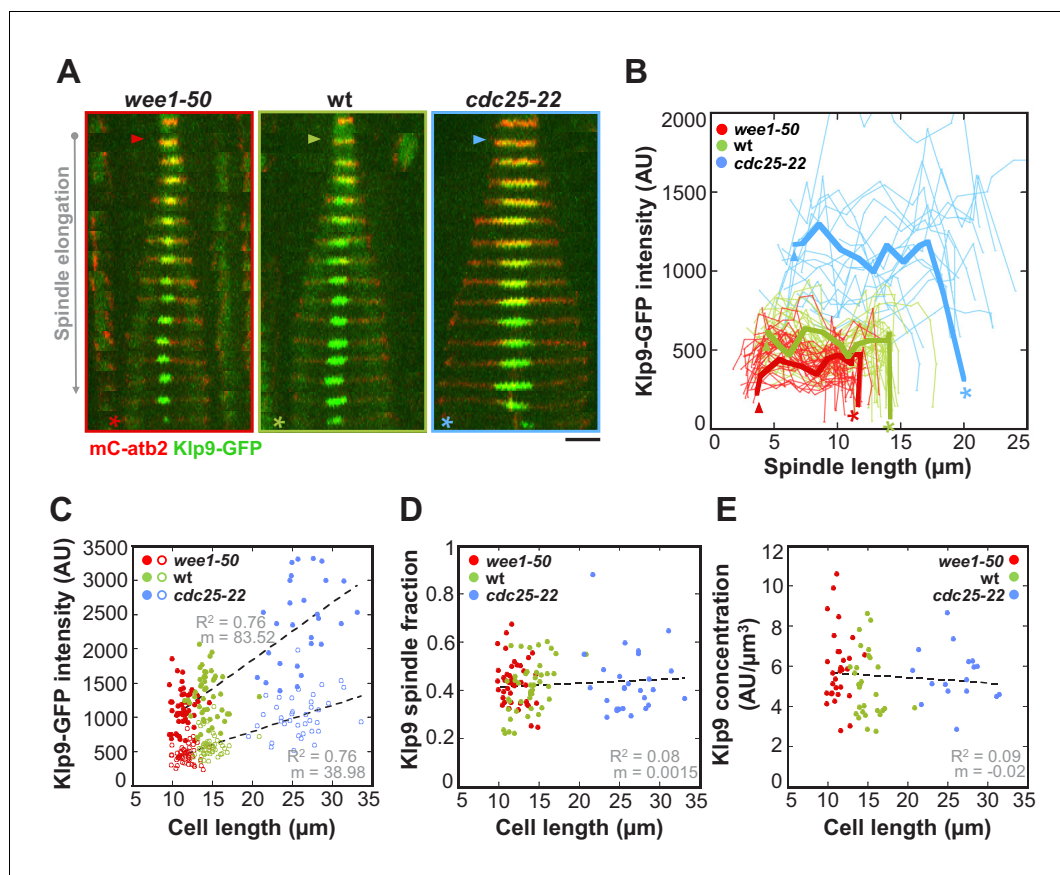 A
wee1-50 wt cdc25-22
Spindle elongation
* * *
mC-atb2 Klp9-GFP
B
Klp9-GFP intensity (AU)
2000
1500
1000
500
0
wee1-50
wt
cdc25-22
* * *
0 5 10 15 20 25
Spindle length (µm)
C
Klp9-GFP intensity (AU)
3500
3000
2500
2000
1500
1000
500
0
wee1-50
wt
cdc25-22
R² = 0.76
m = 83.52
R² = 0.76
m = 38.98
5 10 15 20 25 30 35
Cell length (µm)
D
Klp9 spindle fraction
1
0.8
0.6
0.4
0.2
0
wee1-50
wt
cdc25-22
R² = 0.08
m = 0.0015
5 10 15 20 25 30 35
Cell length (µm)
E
Klp9 concentration
(AU/µm³)
12
10
8
6
4
2
0
wee1-50
wt
cdc25-22
R² = 0.09
m = -0.02
5 10 15 20 25 30 35
Cell length (µm)